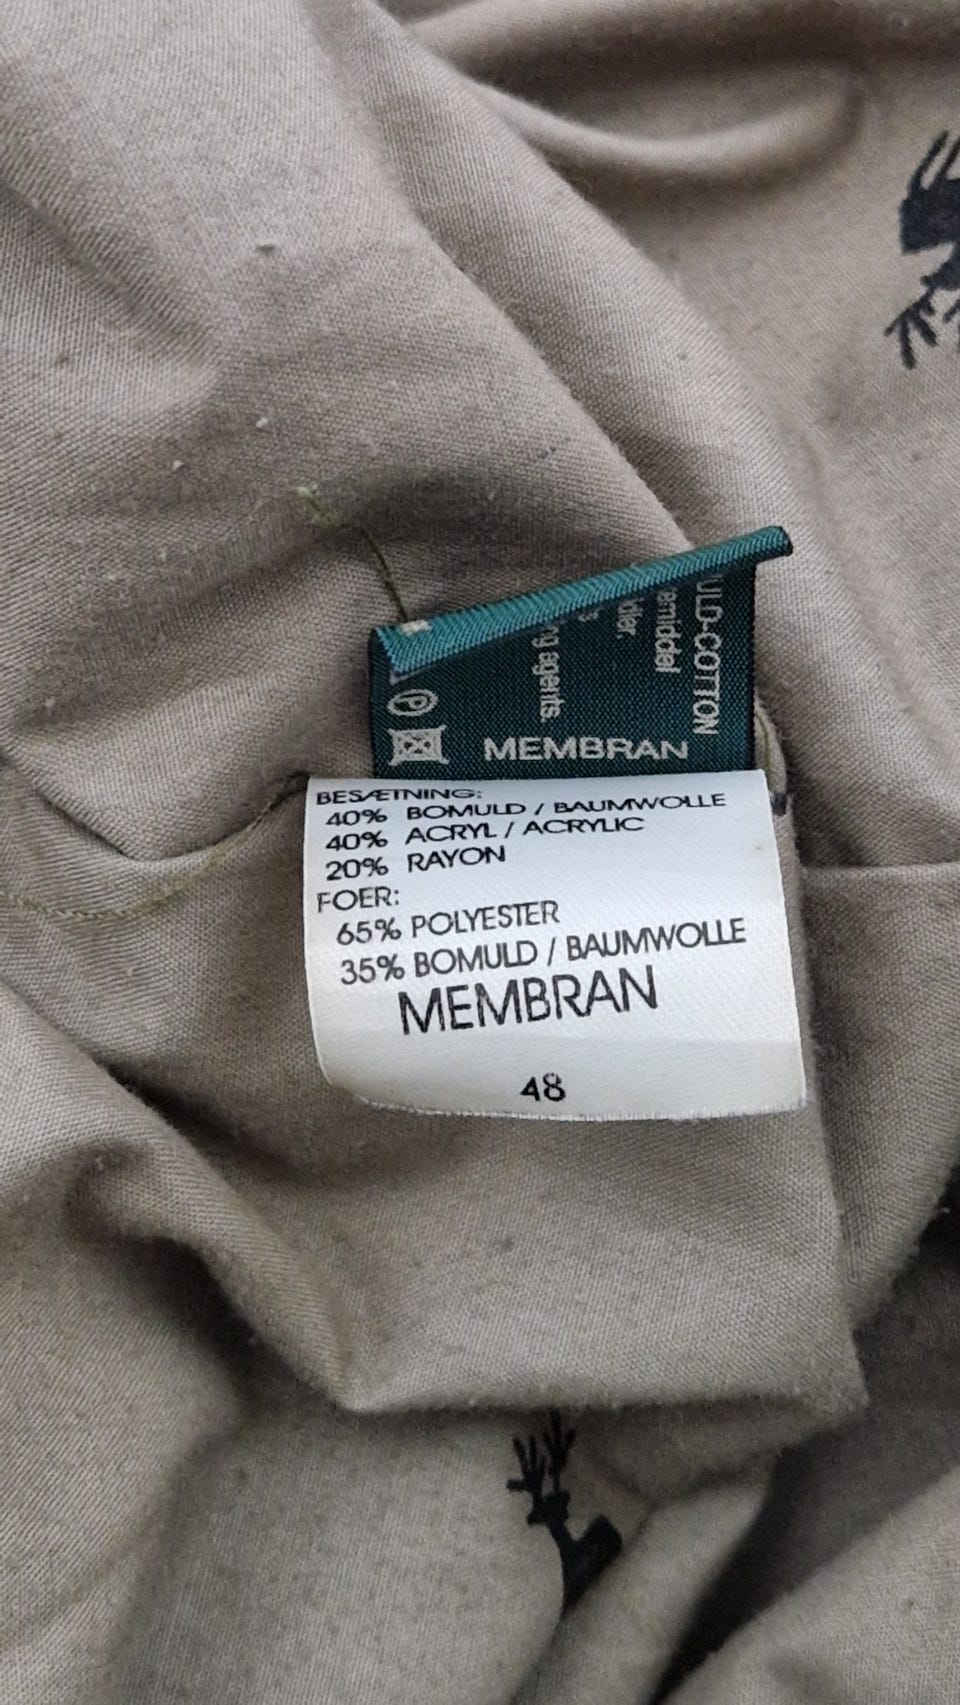 ULD-COTTON
emiddel
dler.
ng agents.
MEMBRAN
BESÆTNING:
40% BOMULD / BAUMWOLLE
40% ACRYL / ACRYLIC
20% RAYON
FOER:
65% POLYESTER
35% BOMULD / BAUMWOLLE
MEMBRAN
48